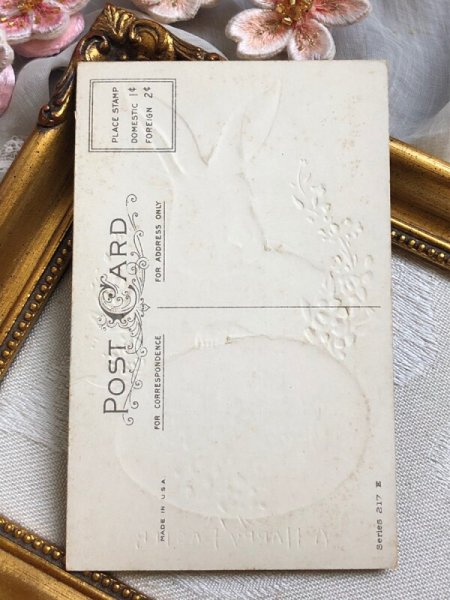 PLACE STAMP
DOMESTIC 1¢
FOREIGN 2¢
POST CARD
FOR CORRESPONDENCE
FOR ADDRESS ONLY
MADE IN U.S.A.
Series 217 E